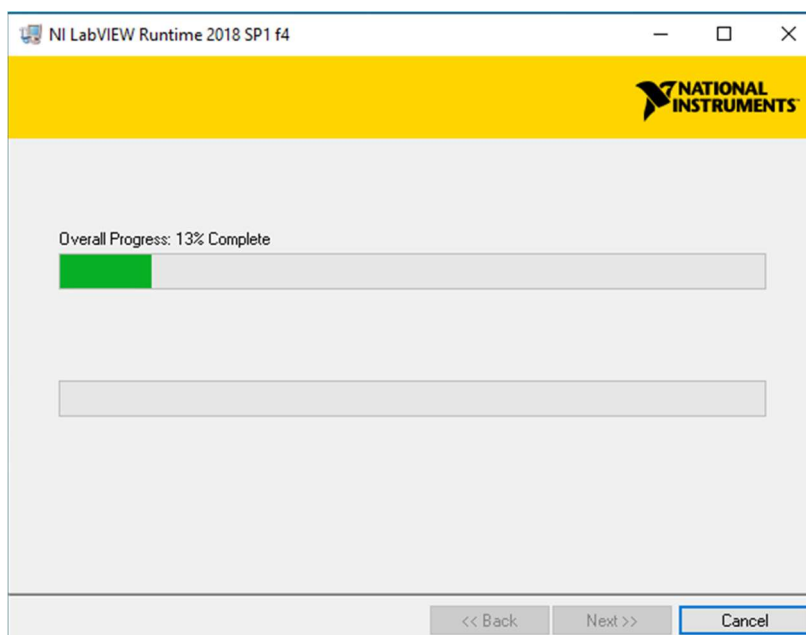 NI LabVIEW Runtime 2018 SP1 f4
NATIONAL
INSTRUMENTS
Overall Progress: 13% Complete
<< Back
Next >>
Cancel